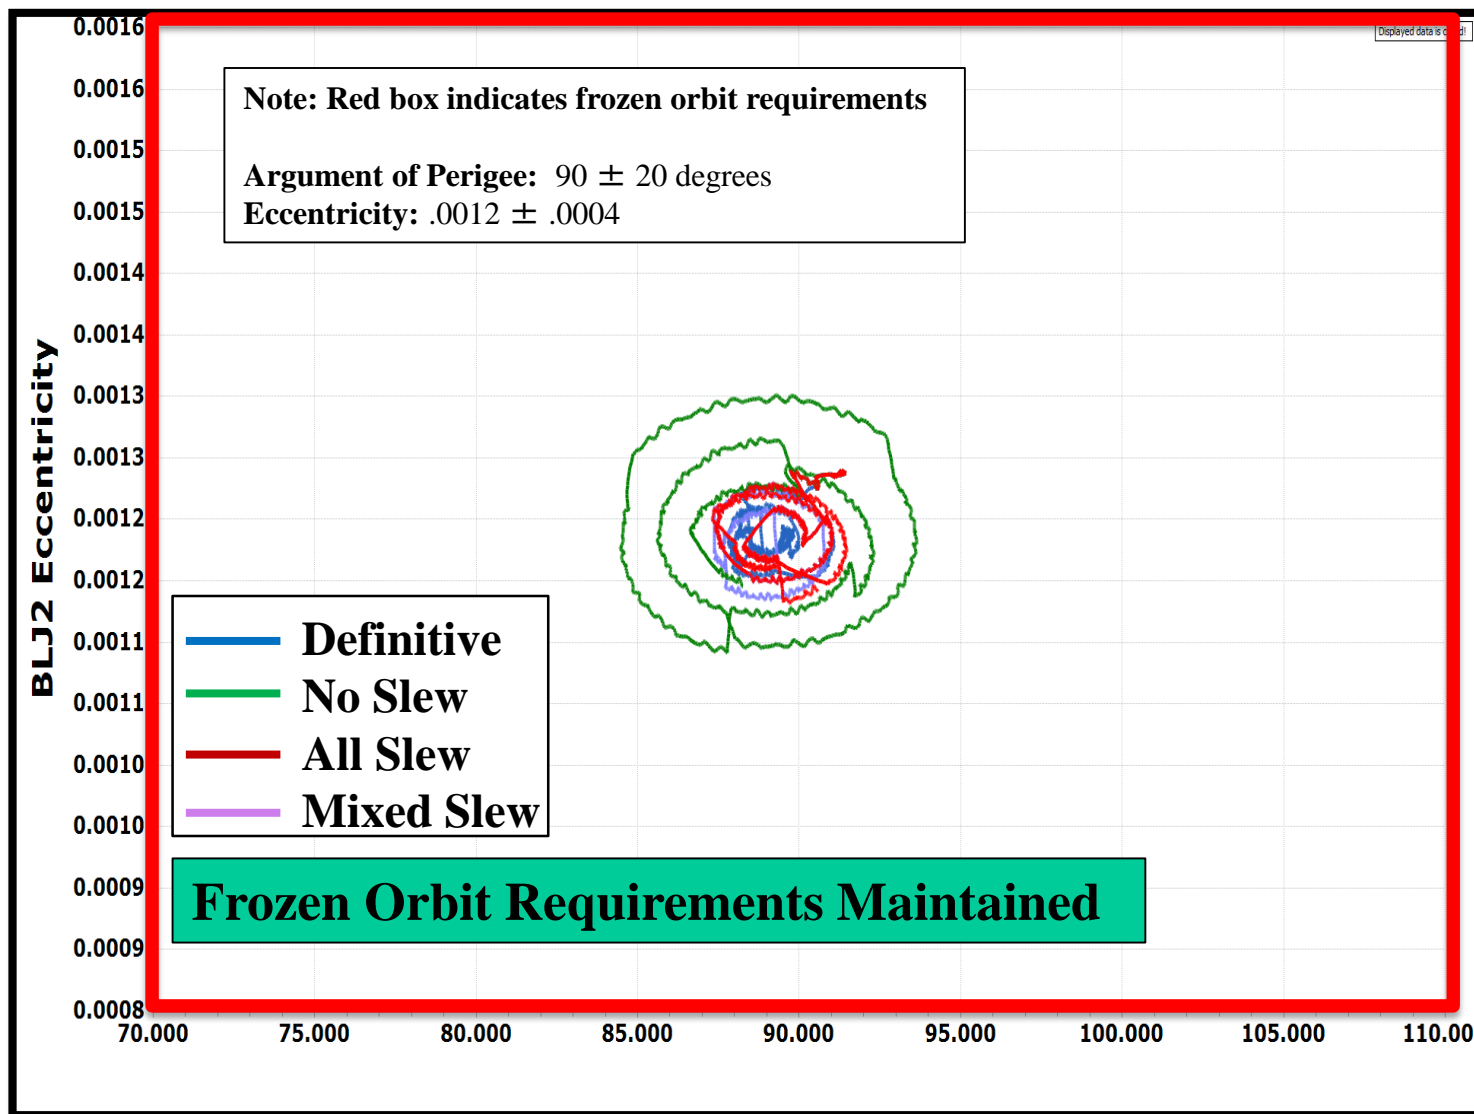 0.0016
Displayed data is
0.0016
Note: Red box indicates frozen orbit requirements
0.0015
Argument of Perigee: 90 ± 20 degrees
0.0015
Eccentricity: .0012 ± .0004
0.0014
0.0014
0.0013
0.0013
0.0012
0.0012
0.0011
0.0011
0.0010
0.0010
0.0009
0.0009
0.0008
BLJ2 Eccentricity
Definitive
No Slew
All Slew
Mixed Slew
Frozen Orbit Requirements Maintained
70.000 75.000 80.000 85.000 90.000 95.000 100.000 105.000 110.00